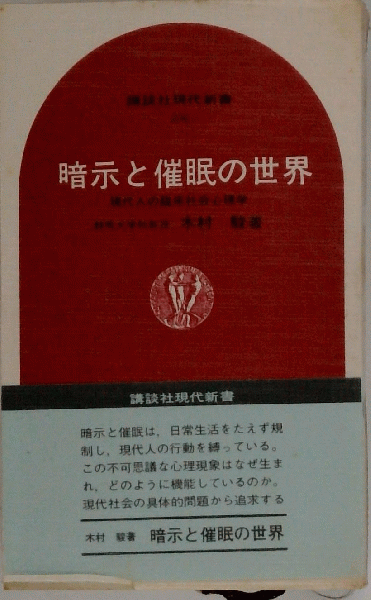 講談社現代新書
暗示と催眠の世界
現代人の臨床社会心理学
木村 駿著
講談社現代新書
暗示と催眠は，日常生活をたえず規
制し，現代人の行動を縛っている。
この不可思議な心理現象はなぜ生ま
れ，どのように機能しているのか。
現代社会の具体的問題から追求する
木村 駿著 暗示と催眠の世界